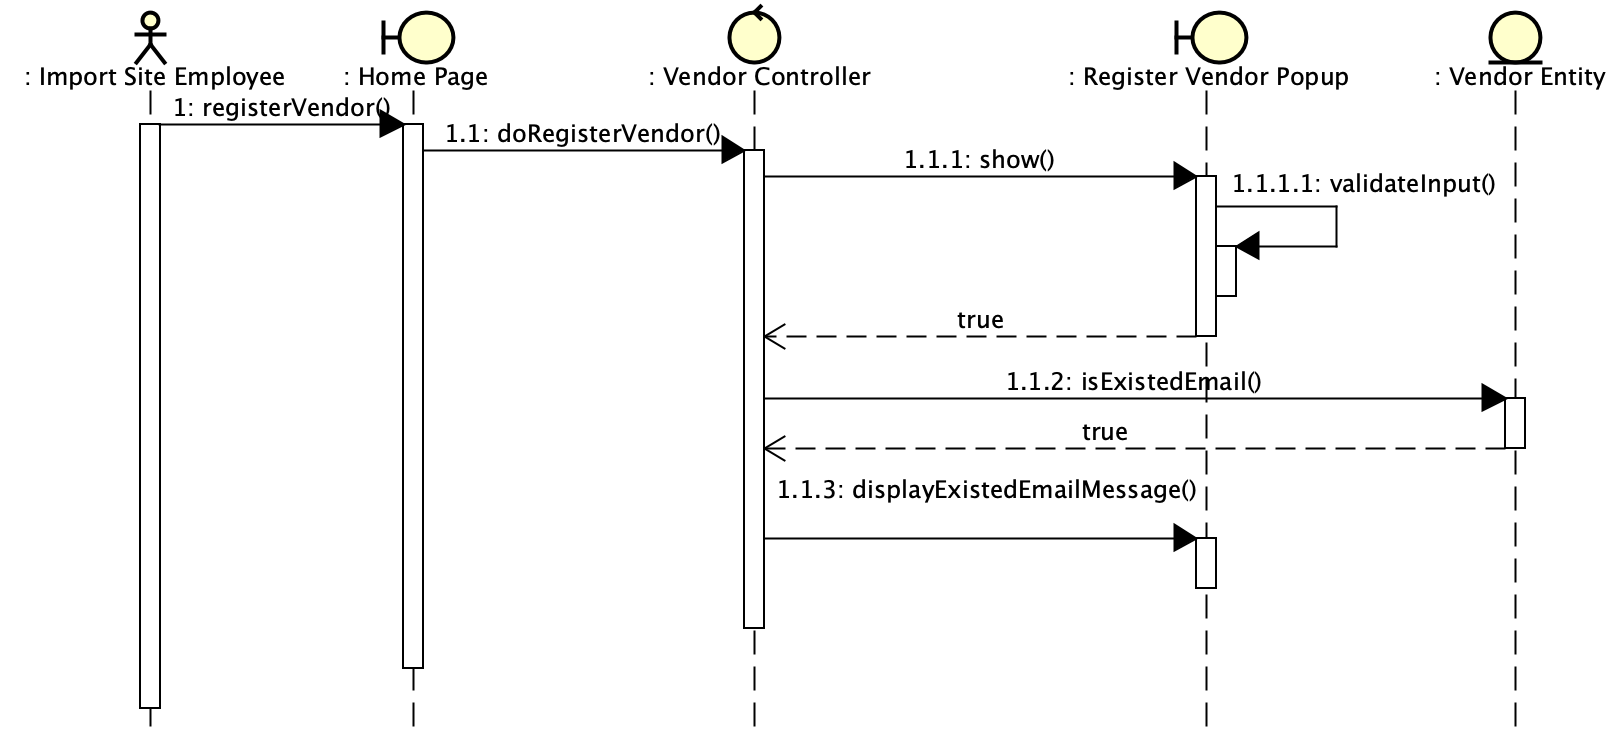 : Import Site Employee
: Home Page
: Vendor Controller
: Register Vendor Popup
: Vendor Entity
1: registerVendor()
1.1: doRegisterVendor()
1.1.1: show()
1.1.1.1: validateInput()
true
1.1.2: isExistedEmail()
true
1.1.3: displayExistedEmailMessage()